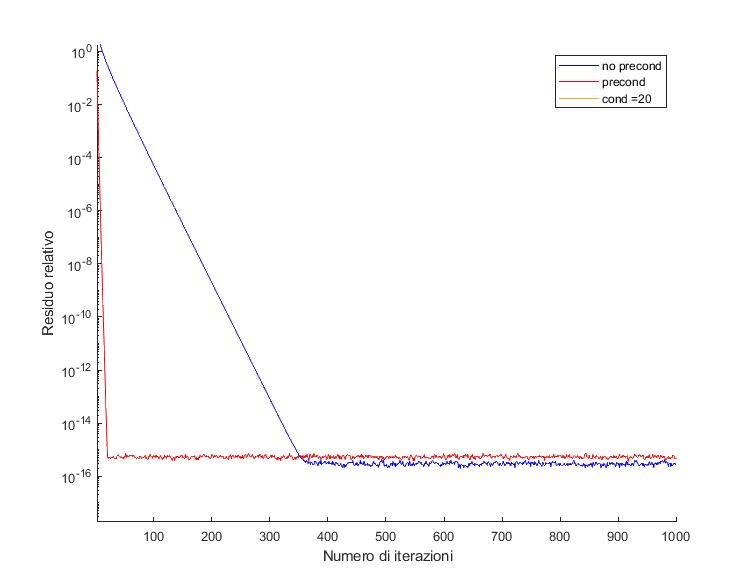 no precond
precond
cond =20
10^0
10^-2
10^-4
10^-6
10^-8
10^-10
10^-12
10^-14
10^-16
Residuo relativo
100 200 300 400 500 600 700 800 900 1000
Numero di iterazioni